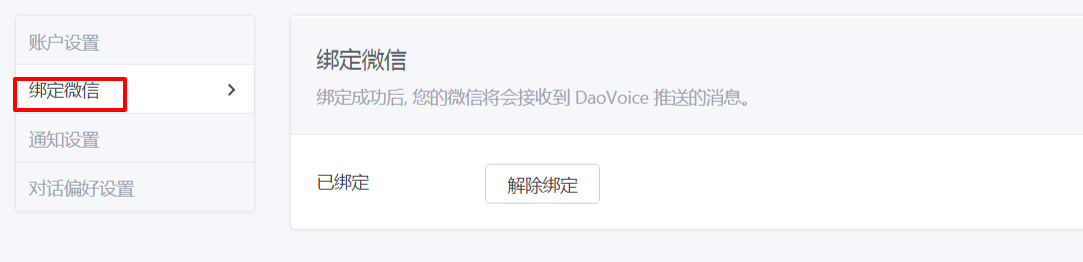 账户设置
绑定微信
通知设置
对话偏好设置
绑定微信
绑定成功后, 您的微信将会接收到 DaoVoice 推送的消息。
已绑定
解除绑定